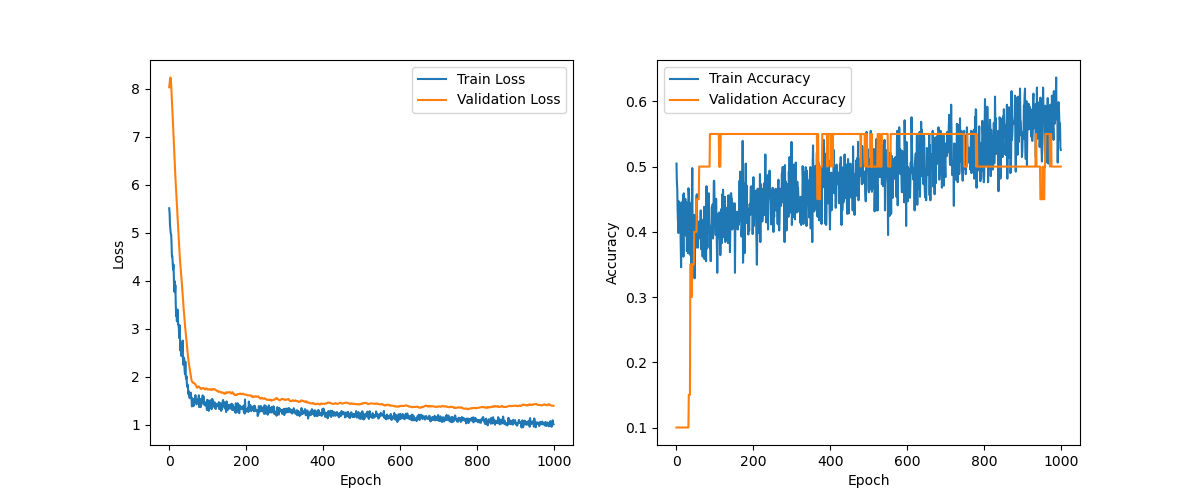 Train Loss
Validation Loss
8
7
6
5
4
3
2
1
0 200 400 600 800 1000
Epoch
Loss
Train Accuracy
Validation Accuracy
0.6
0.5
0.4
0.3
0.2
0.1
0 200 400 600 800 1000
Epoch
Accuracy